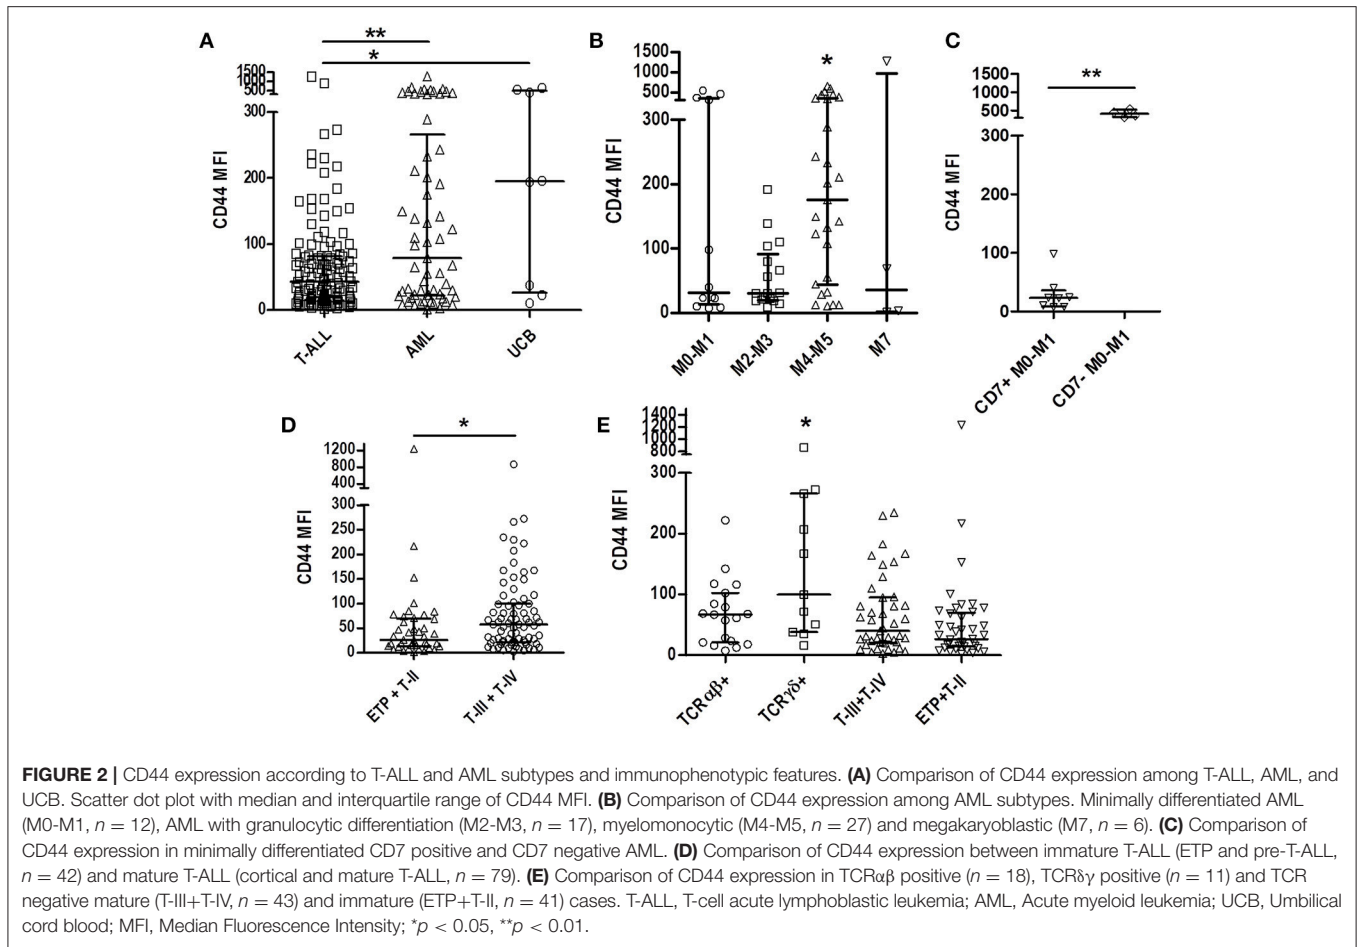 A
**
*
CD44 MFI
1500
1000
500
300
200
100
0
T-ALL
AML
UCB
B
*
CD44 MFI
1500
1000
500
300
200
100
0
M0-M1
M2-M3
M4-M5
M7
C
**
CD44 MFI
1500
1000
500
300
200
100
0
CD7+ M0-M1
CD7- M0-M1
D
*
CD44 MFI
1200
800
400
300
250
200
150
100
50
0
ETP + T-II
T-III + T-IV
E
*
CD44 MFI
1400
1200
1000
800
300
200
100
0
TCRαβ+
TCRγδ+
T-III+T-IV
ETP+T-II
FIGURE 2 | CD44 expression according to T-ALL and AML subtypes and immunophenotypic features. (A) Comparison of CD44 expression among T-ALL, AML, and
UCB. Scatter dot plot with median and interquartile range of CD44 MFI. (B) Comparison of CD44 expression among AML subtypes. Minimally differentiated AML
(M0-M1, n = 12), AML with granulocytic differentiation (M2-M3, n = 17), myelomonocytic (M4-M5, n = 27) and megakaryoblastic (M7, n = 6). (C) Comparison of
CD44 expression in minimally differentiated CD7 positive and CD7 negative AML. (D) Comparison of CD44 expression between immature T-ALL (ETP and pre-T-ALL,
n = 42) and mature T-ALL (cortical and mature T-ALL, n = 79). (E) Comparison of CD44 expression in TCRαβ positive (n = 18), TCRδγ positive (n = 11) and TCR
negative mature (T-III+T-IV, n = 43) and immature (ETP+T-II, n = 41) cases. T-ALL, T-cell acute lymphoblastic leukemia; AML, Acute myeloid leukemia; UCB, Umbilical
cord blood; MFI, Median Fluorescence Intensity; *p < 0.05, **p < 0.01.